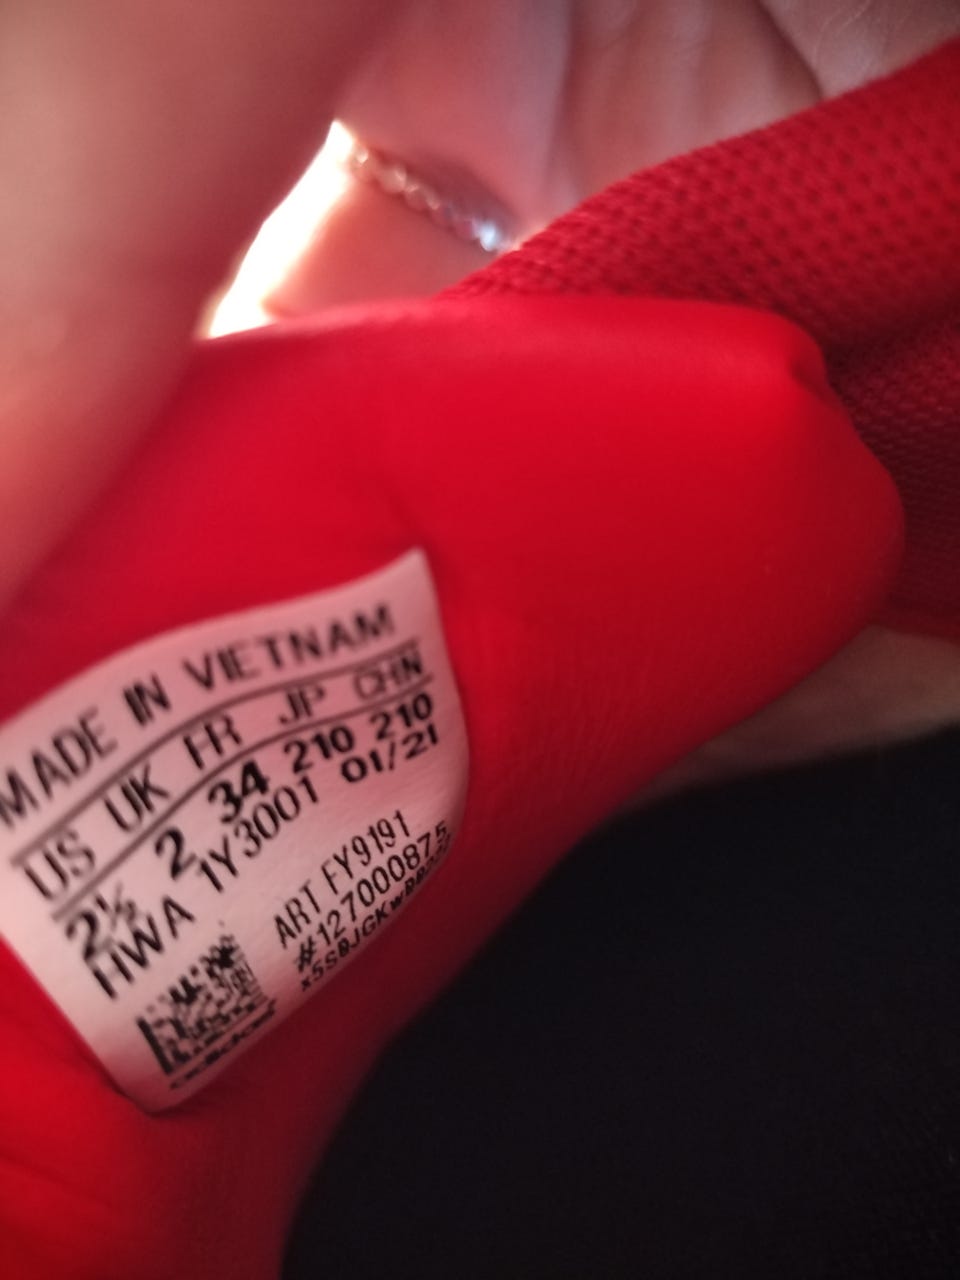 MADE IN VIETNAM
US UK FR JP CHN
2½ 2 34 210 210
HWA 1Y3001 01/21
ART FY9191
#127000875
adidas